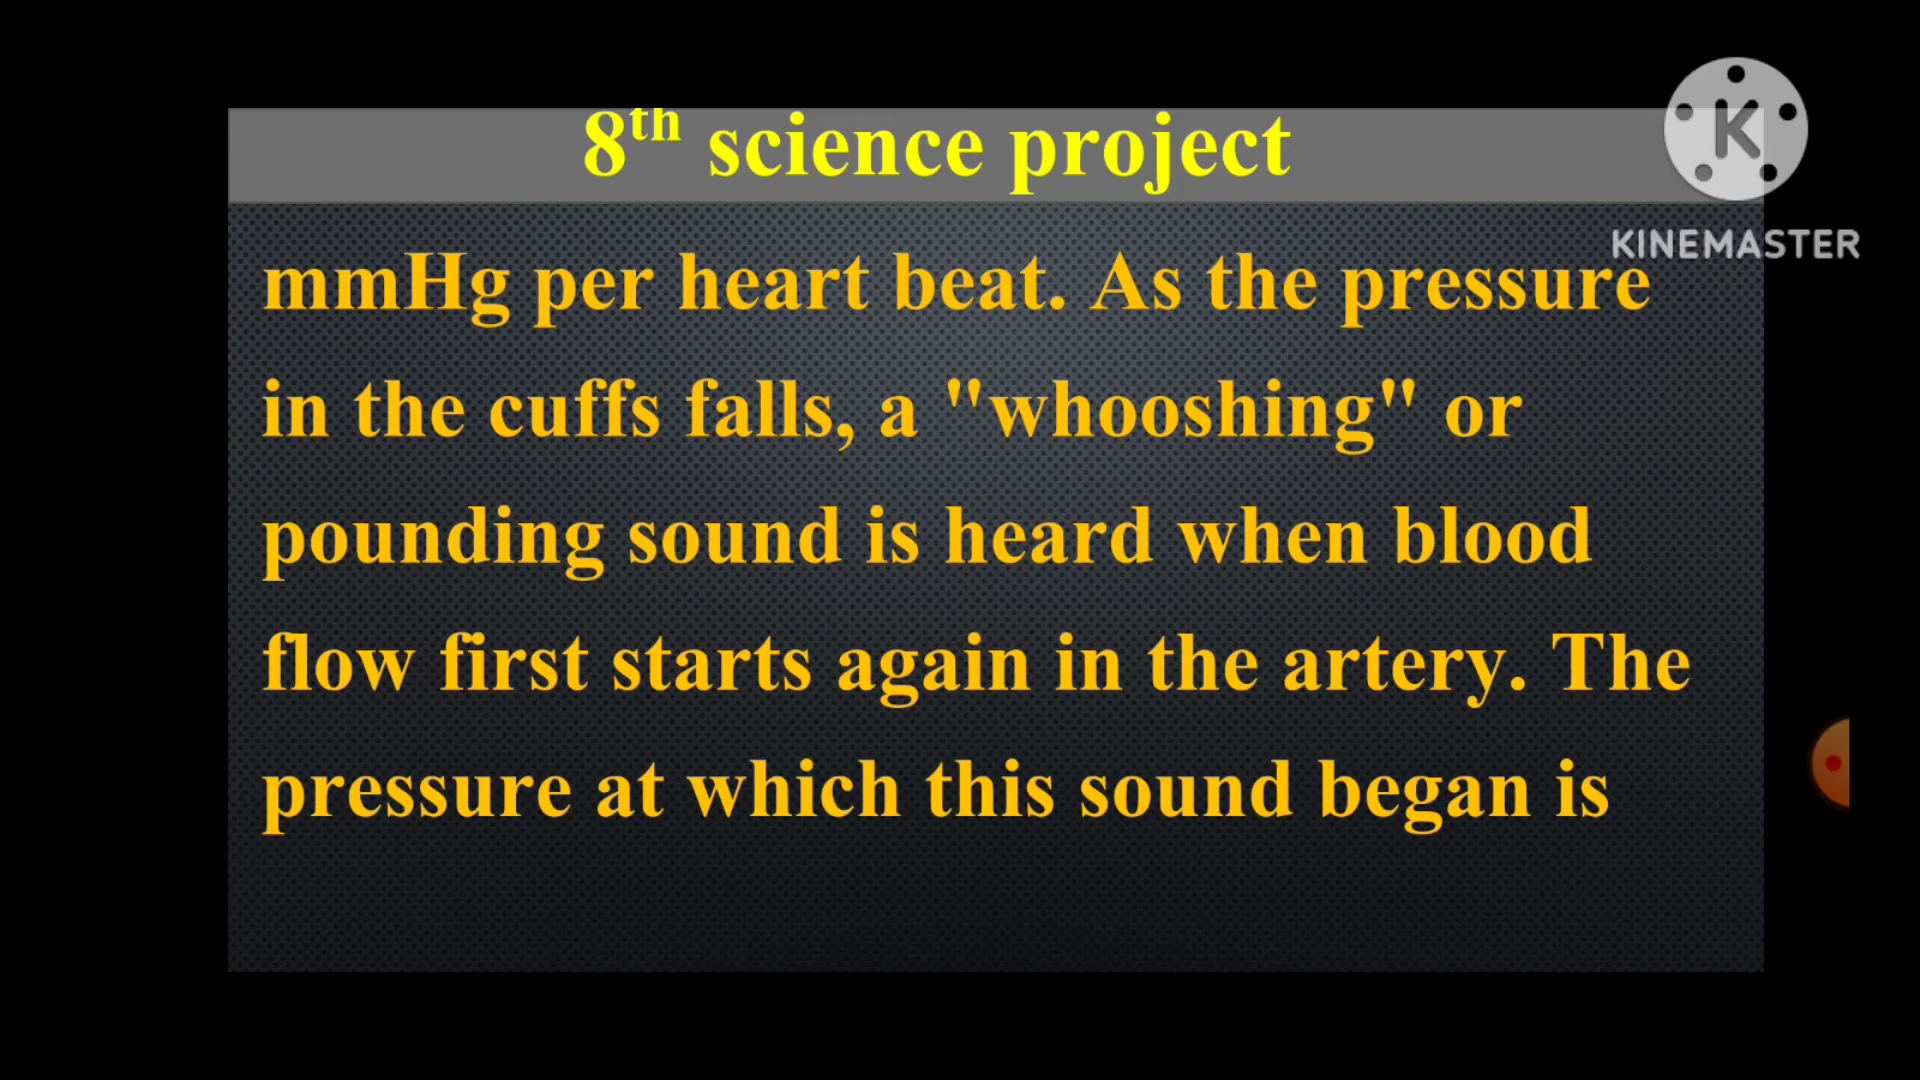 8th science project
K
KINEMASTER
mmHg per heart beat. As the pressure
in the cuffs falls, a "whooshing" or
pounding sound is heard when blood
flow first starts again in the artery. The
pressure at which this sound began is